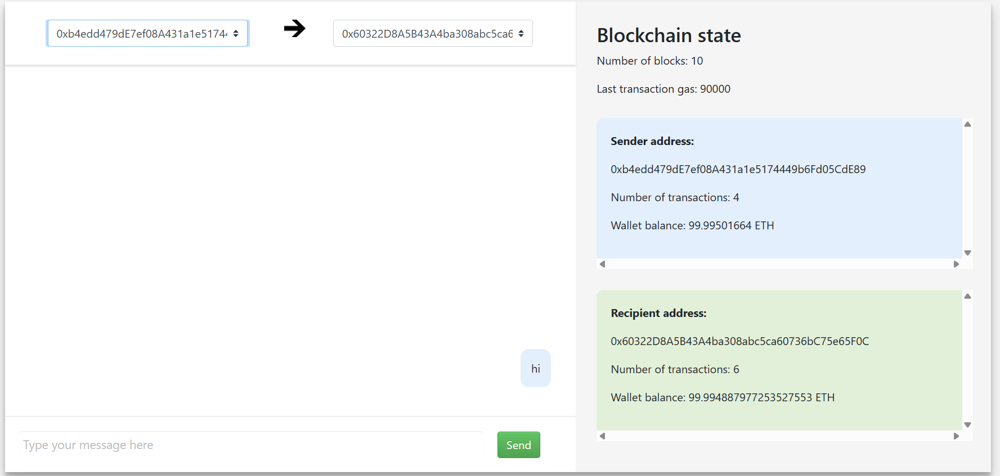 0xb4edd479dE7ef08A431a1e5174
0x60322D8A5B43A4ba308abc5ca6
hi
Type your message here
Send
Blockchain state
Number of blocks: 10
Last transaction gas: 90000
Sender address:
0xb4edd479dE7ef08A431a1e5174449b6Fd05CdE89
Number of transactions: 4
Wallet balance: 99.99501664 ETH
Recipient address:
0x60322D8A5B43A4ba308abc5ca60736bC75e65F0C
Number of transactions: 6
Wallet balance: 99.994887977253527553 ETH